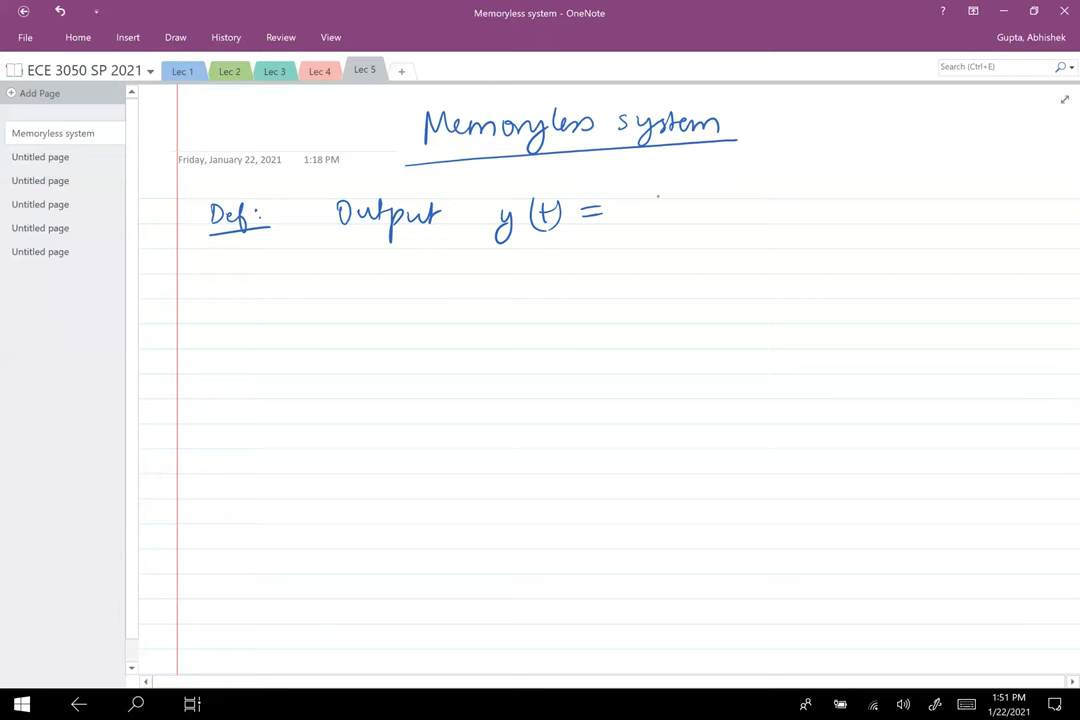 Memoryless system - OneNote
?
Gupta, Abhishek
File Home Insert Draw History Review View
ECE 3050 SP 2021
Lec 1 Lec 2 Lec 3 Lec 4 Lec 5 +
Search (Ctrl+E)
Add Page
Memoryless system
Untitled page
Untitled page
Untitled page
Untitled page
Untitled page
Memoryless system
Friday, January 22, 2021 1:18 PM
Def: Output y(t) =
1:51 PM
1/22/2021